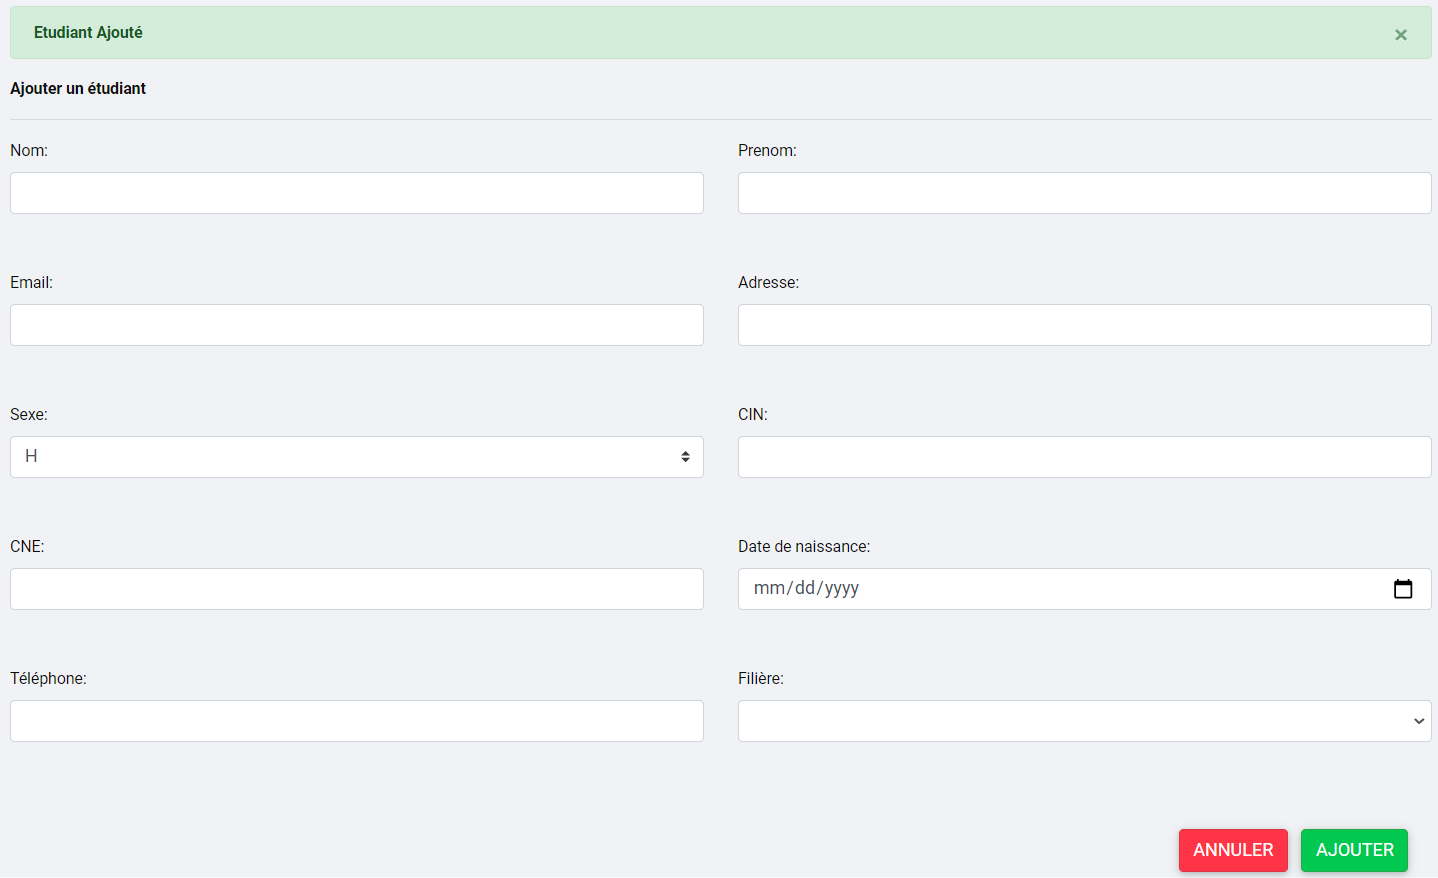 Etudiant Ajouté ×
Ajouter un étudiant
Nom: Prenom:
Email: Adresse:
Sexe: CIN:
H
CNE: Date de naissance:
mm/dd/yyyy
Téléphone: Filière:
ANNULER AJOUTER